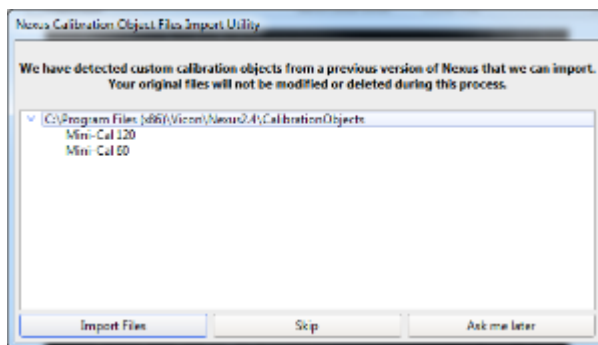 Nexus Calibration Object Files Import Utility
We have detected custom calibration objects from a previous version of Nexus that we can import.
Your original files will not be modified or deleted during this process.
C:\Program Files (x86)\Vicon\Nexus2.4\CalibrationObjects
Mini-Cal 120
Mini-Cal 60
Import Files Skip Ask me later